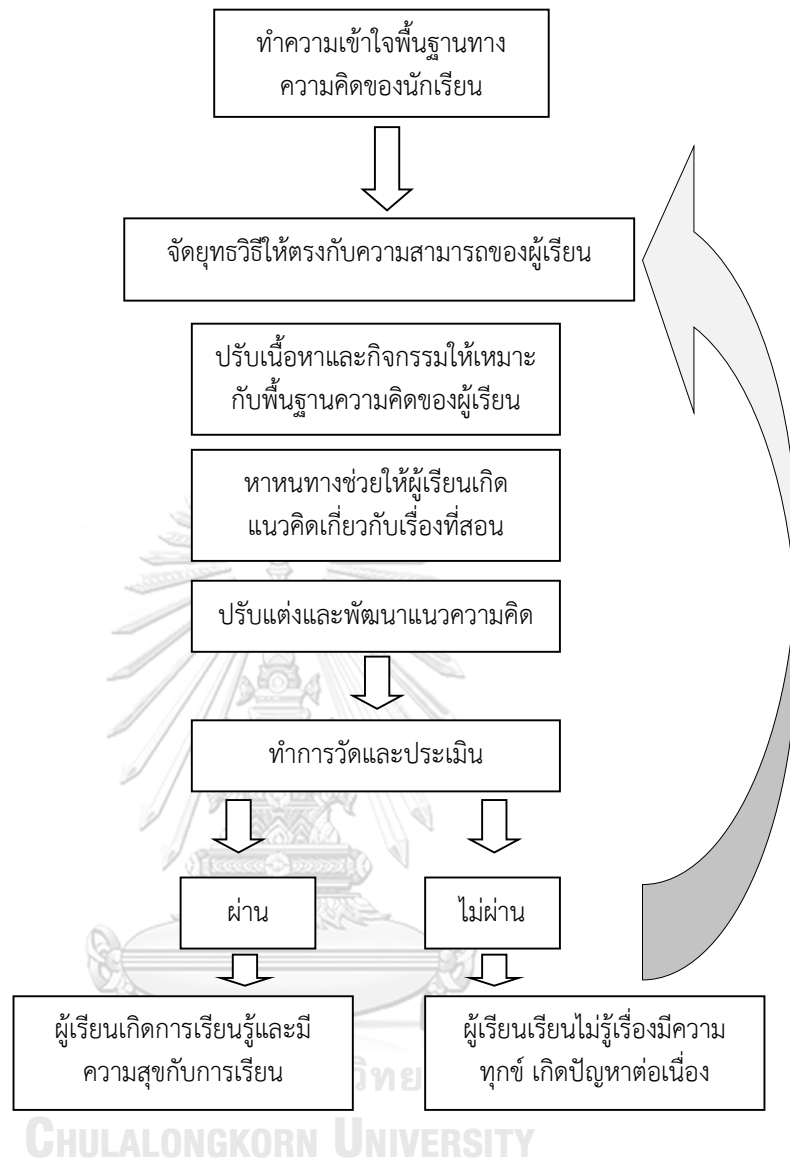 ทำความเข้าใจพื้นฐานทาง
ความคิดของนักเรียน
จัดยุทธวิธีให้ตรงกับความสามารถของผู้เรียน
ปรับเนื้อหาและกิจกรรมให้เหมาะ
กับพื้นฐานความคิดของผู้เรียน
หาหนทางช่วยให้ผู้เรียนเกิด
แนวคิดเกี่ยวกับเรื่องที่สอน
ปรับแต่งและพัฒนาแนวความคิด
ทำการวัดและประเมิน
ผ่าน
ไม่ผ่าน
ผู้เรียนเกิดการเรียนรู้และมี
ความสุขกับการเรียน
ผู้เรียนเรียนไม่รู้เรื่องมีความ
ทุกข์ เกิดปัญหาต่อเนื่อง
CHULALONGKORN UNIVERSITY